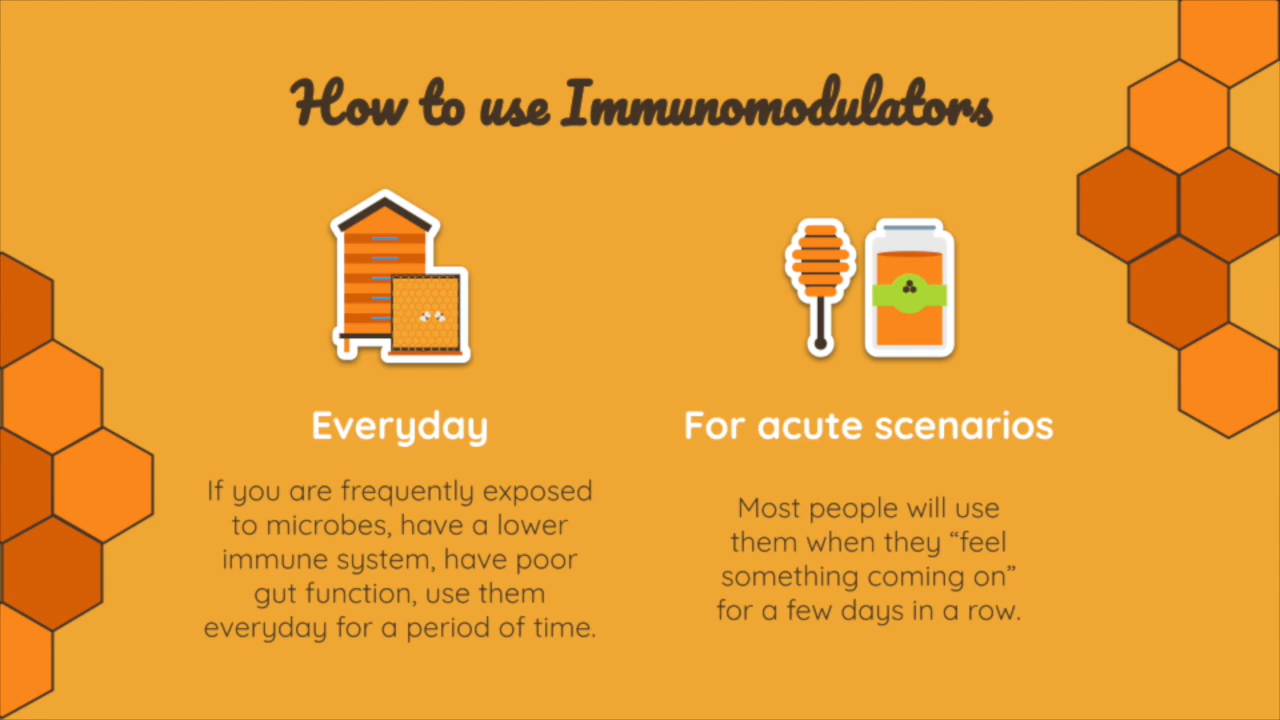 How to use Immunomodulators
Everyday
If you are frequently exposed
to microbes, have a lower
immune system, have poor
gut function, use them
everyday for a period of time.
For acute scenarios
Most people will use
them when they “feel
something coming on”
for a few days in a row.